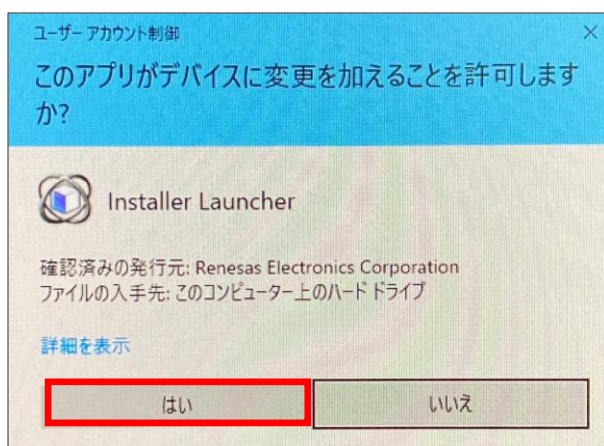 ユーザー アカウント制御
このアプリがデバイスに変更を加えることを許可します
か?
Installer Launcher
確認済みの発行元: Renesas Electronics Corporation
ファイルの入手先: このコンピューター上のハード ドライブ
詳細を表示
はい
いいえ